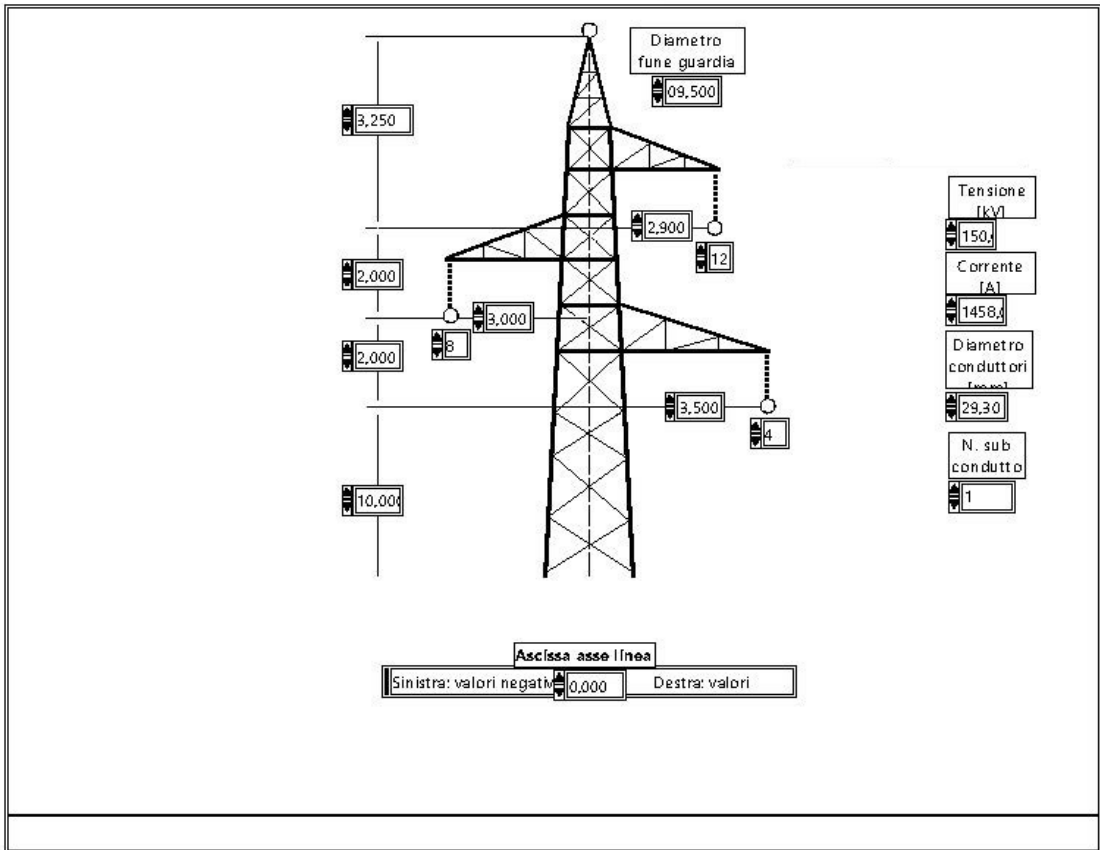 Diametro
fune guardia
09,500
3,250
Tensione
[kV]
150,
2,900
12
Corrente
[A]
1458,
2,000
3,000
8
Diametro
conduttori
[mm]
2,000
3,500
29,30
4
N. sub
condutto
1
10,00
Ascissa asse linea
Sinistra: valori negativ
0,000
Destra: valori